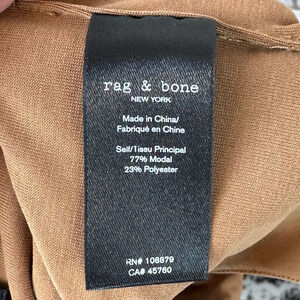 rag & bone
NEW YORK
Made in China/
Fabriqué en Chine
Self/Tissu Principal
77% Modal
23% Polyester
RN# 108879
CA# 45760